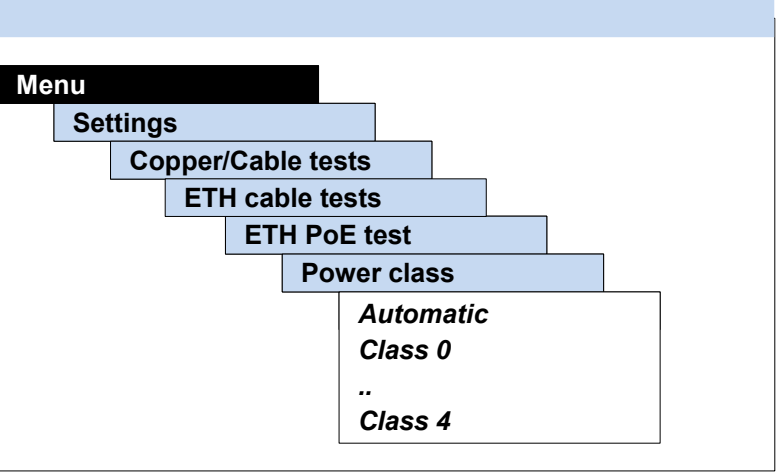 Menu
Settings
Copper/Cable tests
ETH cable tests
ETH PoE test
Power class
Automatic
Class 0
..
Class 4